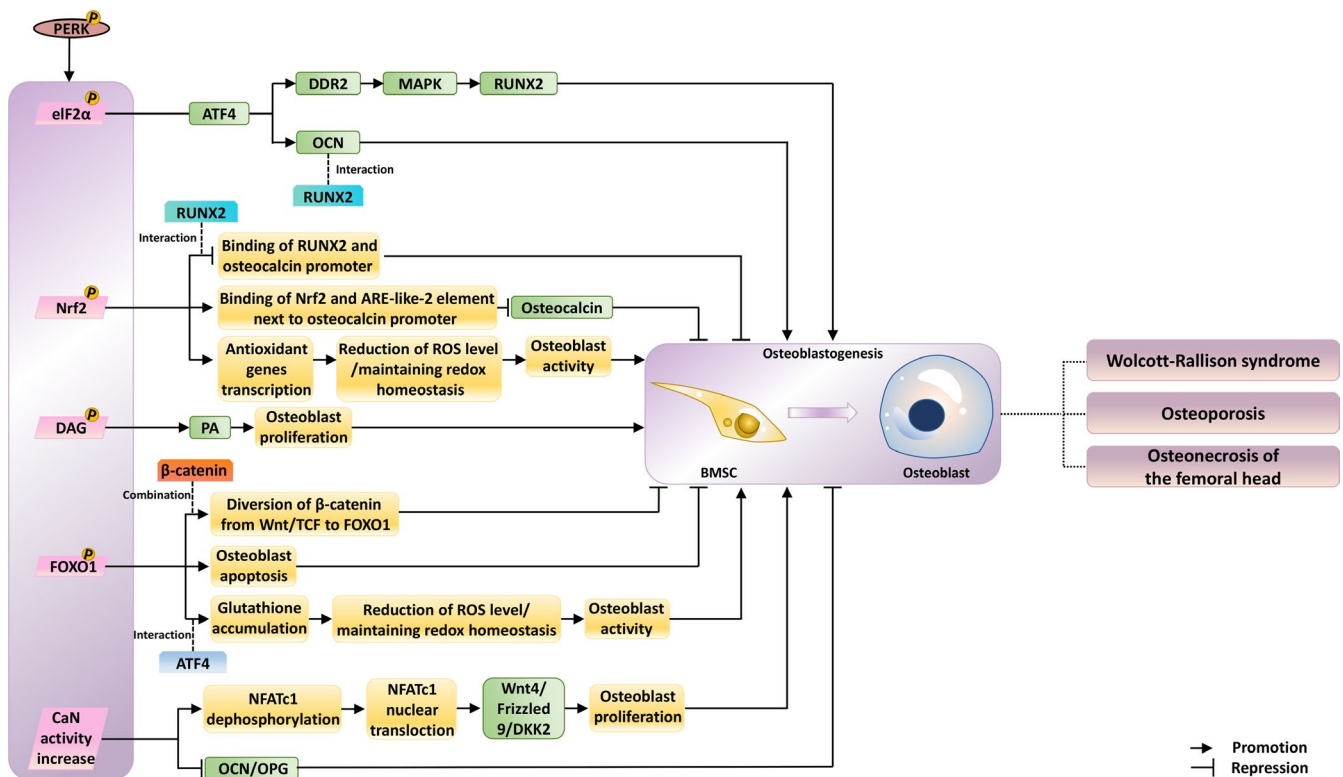 PERK
P
eIF2α
P
ATF4
DDR2
MAPK
RUNX2
OCN
Interaction
RUNX2
RUNX2
Interaction
Binding of RUNX2 and
osteocalcin promoter
Nrf2
P
Binding of Nrf2 and ARE-like-2 element
next to osteocalcin promoter
Osteocalcin
Antioxidant
genes
transcription
Reduction of ROS level
/maintaining redox
homeostasis
Osteoblast
activity
Osteoblastogenesis
BMSC
Osteoblast
Wolcott-Rallison syndrome
Osteoporosis
Osteonecrosis of
the femoral head
DAG
P
PA
Osteoblast
proliferation
β-catenin
Combination
Diversion of β-catenin
from Wnt/TCF to FOXO1
FOXO1
P
Osteoblast
apoptosis
Glutathione
accumulation
Reduction of ROS level/
maintaining redox homeostasis
Osteoblast
activity
Interaction
ATF4
CaN
activity
increase
NFATc1
dephosphorylation
NFATc1
nuclear
transloction
Wnt4/
Frizzled
9/DKK2
Osteoblast
proliferation
OCN/OPG
Promotion
Repression